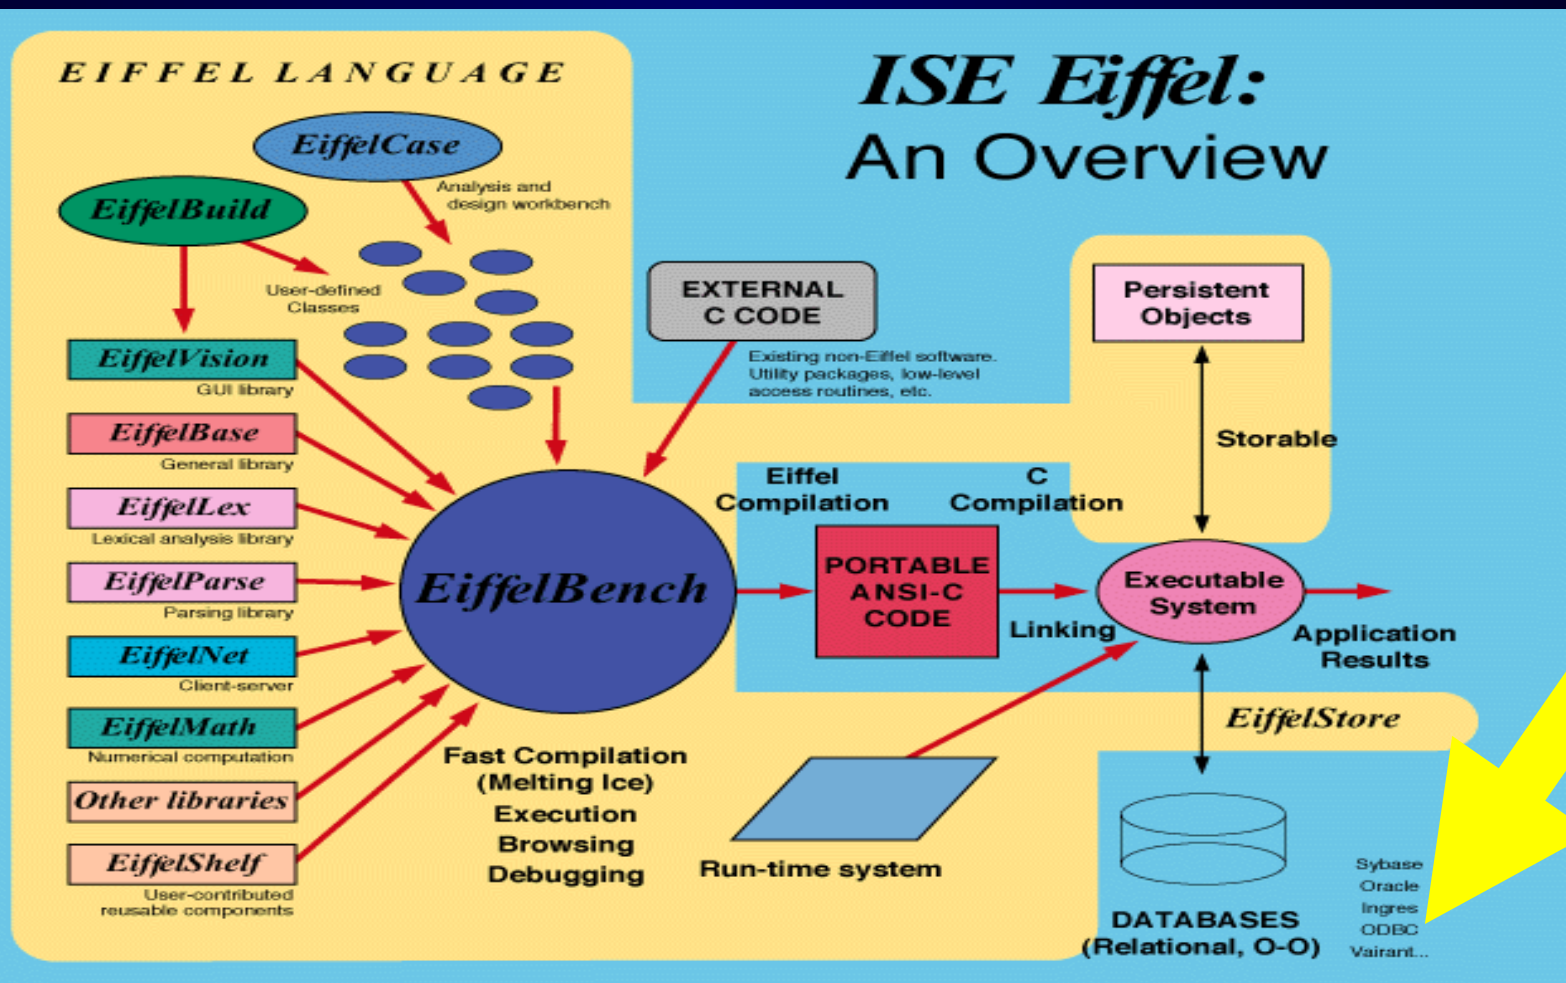 EIFFEL LANGUAGE
ISE Eiffel:
An Overview
EiffelCase
Analysis and
design workbench
EiffelBuild
User-defined
Classes
EXTERNAL
C CODE
Existing non-Eiffel software.
Utility packages, low-level
access routines, etc.
Persistent
Objects
Storable
EiffelVision
GUI library
EiffelBase
General library
EiffelLex
Lexical analysis library
EiffelParse
Parsing library
EiffelNet
Client-server
EiffelMath
Numerical computation
Other libraries
EiffelShelf
User-contributed
reusable components
EiffelBench
Fast Compilation
(Melting Ice)
Execution
Browsing
Debugging
Eiffel
Compilation
C
Compilation
PORTABLE
ANSI-C
CODE
Linking
Executable
System
Application
Results
Run-time system
EiffelStore
DATABASES
(Relational, O-O)
Sybase
Oracle
Ingres
ODBC
Vairant...